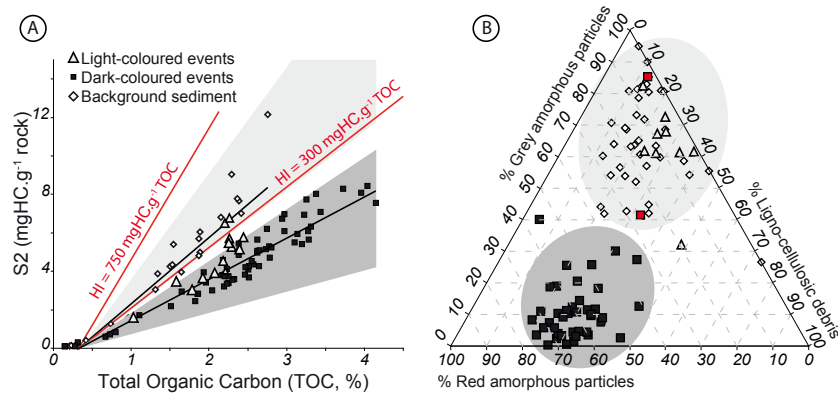 A
Light-coloured events
Dark-coloured events
Background sediment
S2 (mgHC.g⁻¹ rock)
12
8
4
0
0
1
2
3
4
Total Organic Carbon (TOC, %)
HI = 750 mgHC.g⁻¹ TOC
HI = 300 mgHC.g⁻¹ TOC
B
% Grey amorphous particles
100
90
80
70
60
50
40
30
20
10
0
% Ligno-cellulosic debris
0
10
20
30
40
50
60
70
80
90
100
100 90 80 70 60 50 40 30 20 10 0
% Red amorphous particles